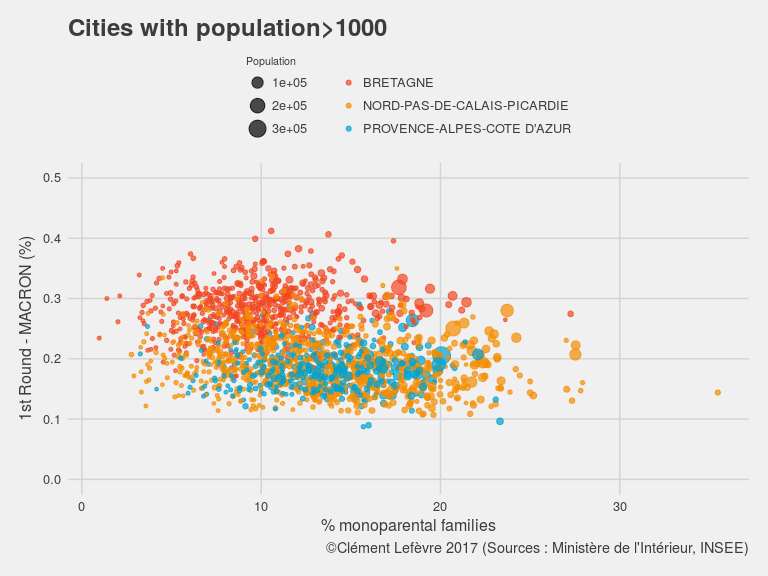 Cities with population>1000
Population
1e+05
2e+05
3e+05
BRETAGNE
NORD-PAS-DE-CALAIS-PICARDIE
PROVENCE-ALPES-COTE D'AZUR
1st Round - MACRON (%)
0.5
0.4
0.3
0.2
0.1
0.0
0 10 20 30
% monoparental families
©Clément Lefèvre 2017 (Sources : Ministère de l'Intérieur, INSEE)